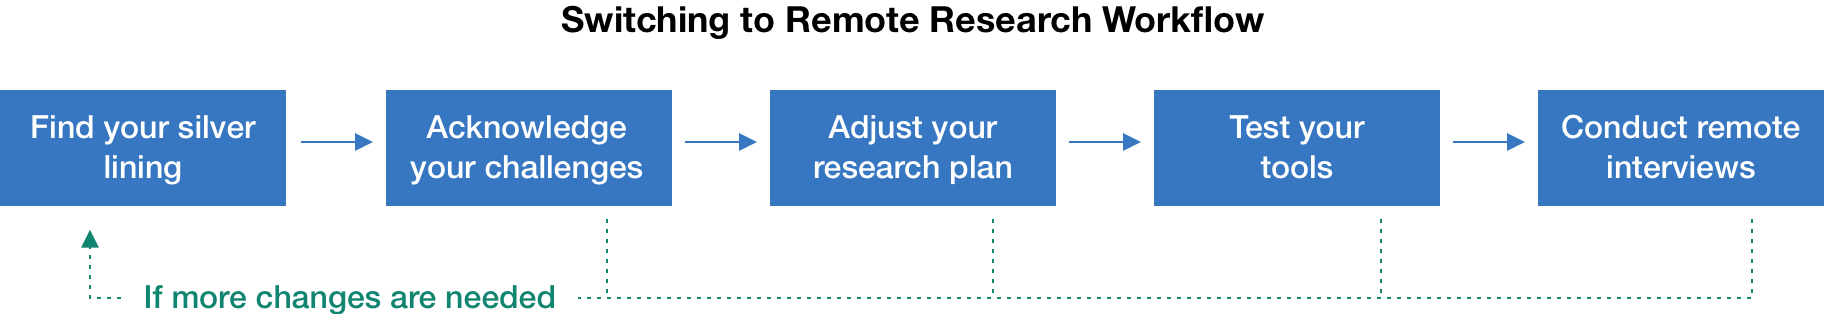 Switching to Remote Research Workflow
Find your silver
lining
Acknowledge
your challenges
Adjust your
research plan
Test your
tools
Conduct remote
interviews
If more changes are needed